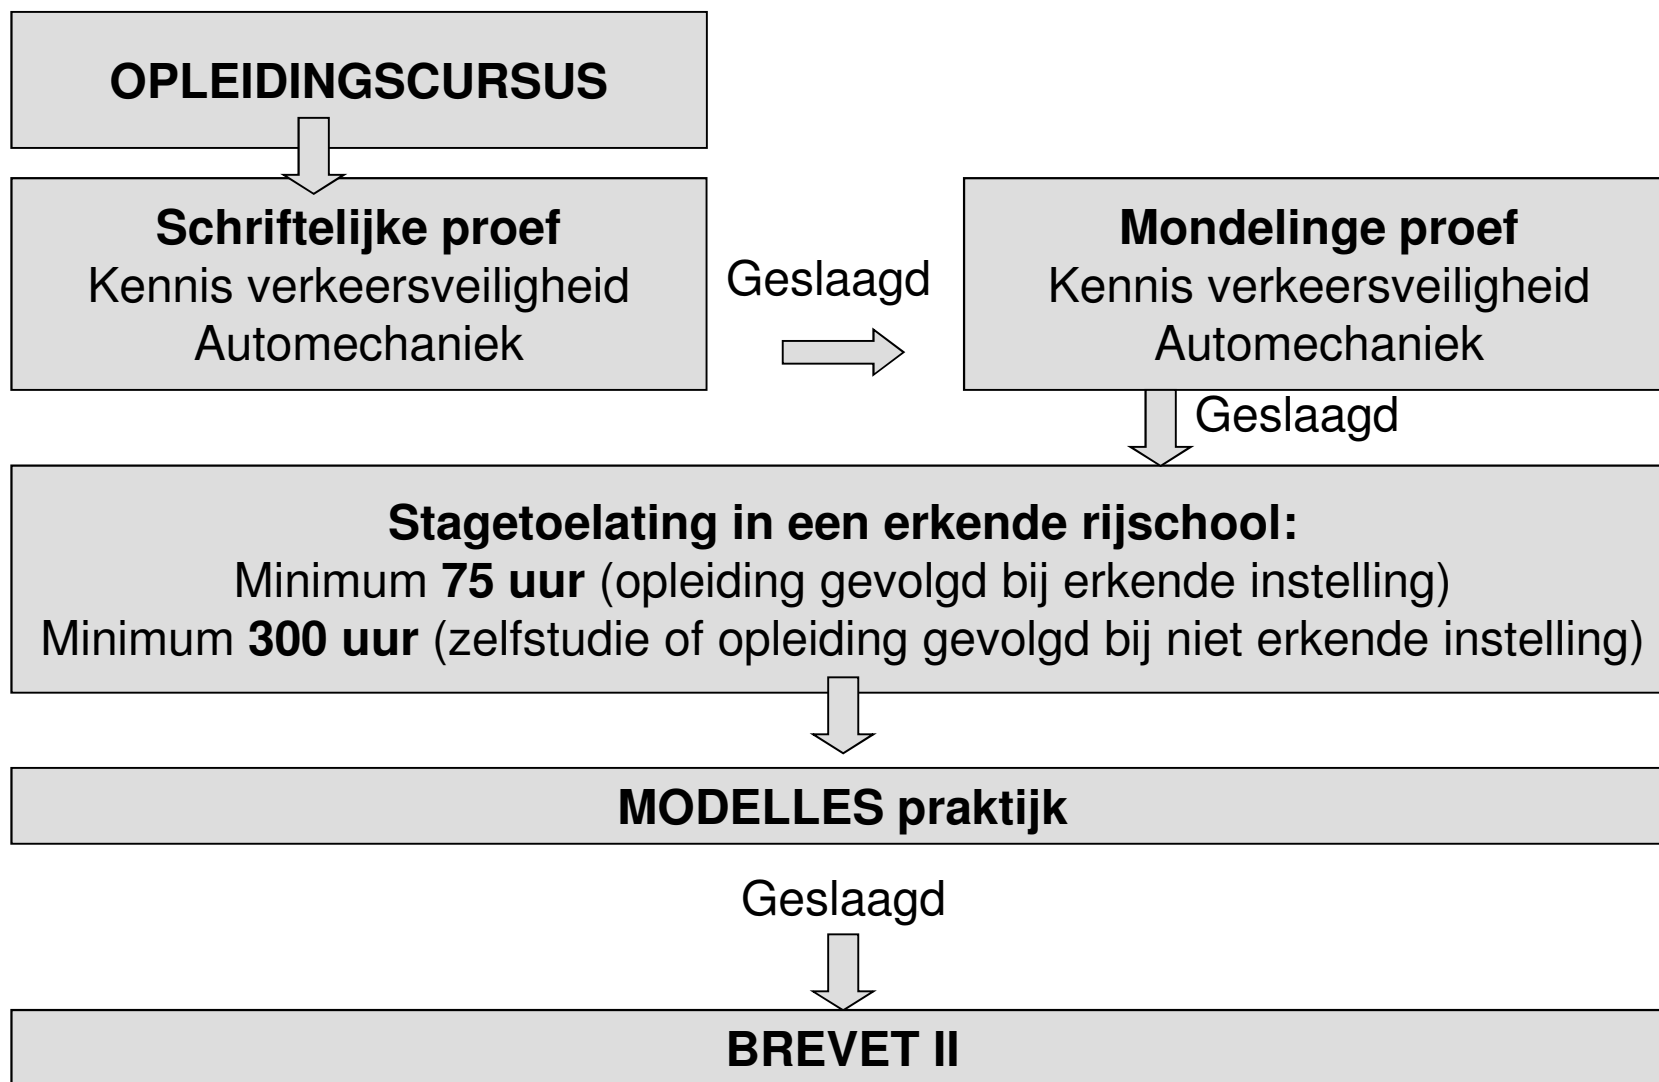 OPLEIDINGSCURSUS
Schriftelijke proef
Kennis verkeersveiligheid
Automechaniek
Geslaagd
Mondelinge proef
Kennis verkeersveiligheid
Automechaniek
Geslaagd
Stagetoelating in een erkende rijschool:
Minimum 75 uur (opleiding gevolgd bij erkende instelling)
Minimum 300 uur (zelfstudie of opleiding gevolgd bij niet erkende instelling)
MODELLES praktijk
Geslaagd
BREVET II